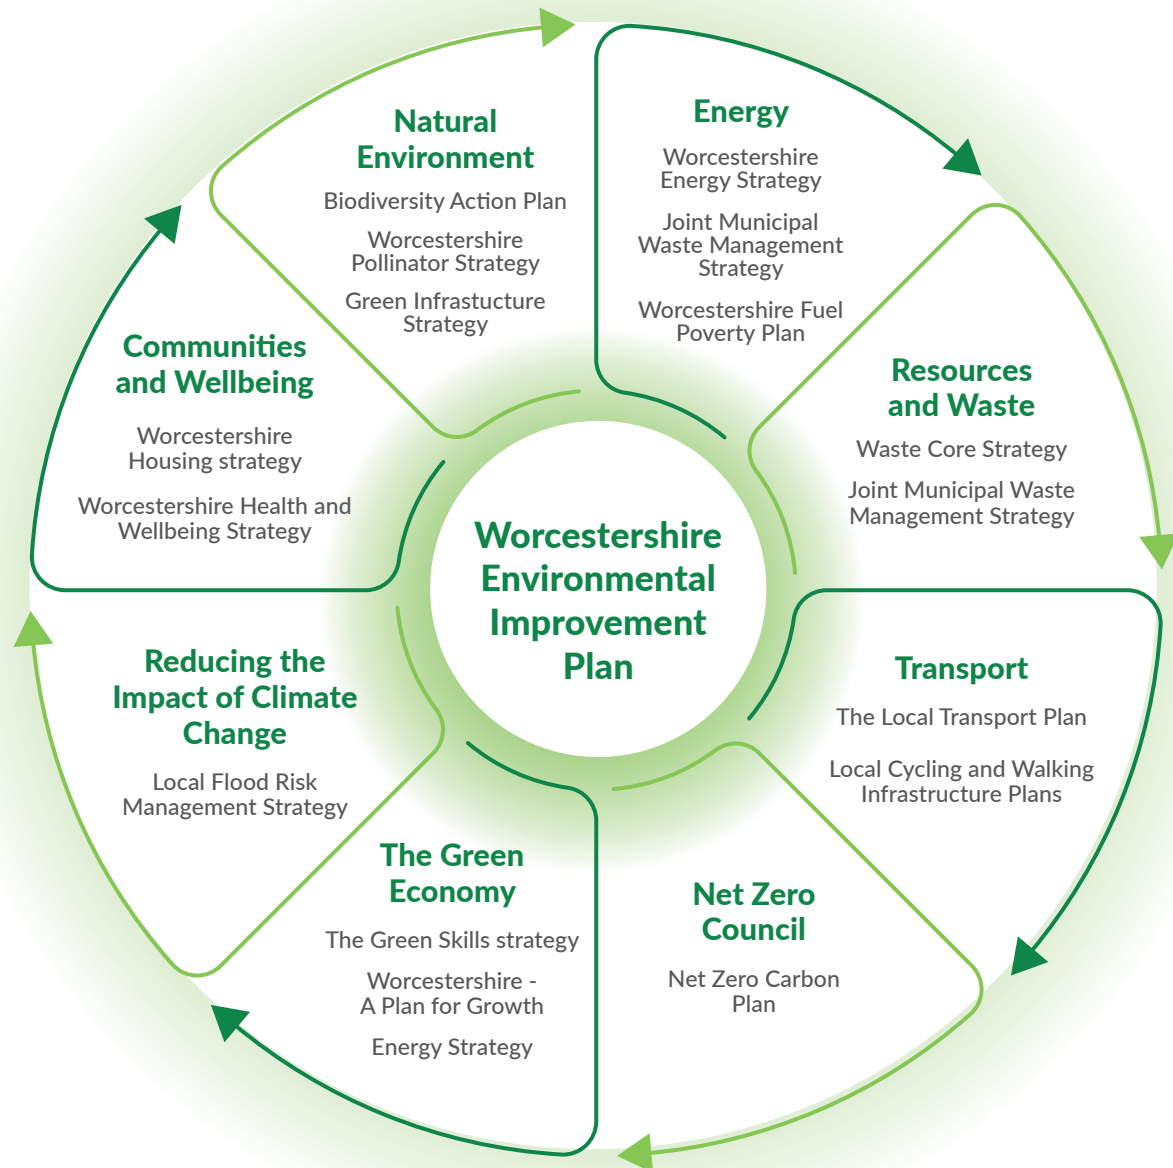 Natural
Environment
Biodiversity Action Plan
Worcestershire
Pollinator Strategy
Green Infrastucture
Strategy
Energy
Worcestershire
Energy Strategy
Joint Municipal
Waste Management
Strategy
Worcestershire Fuel
Poverty Plan
Resources
and Waste
Waste Core Strategy
Joint Municipal Waste
Management Strategy
Transport
The Local Transport Plan
Local Cycling and Walking
Infrastructure Plans
Net Zero
Council
Net Zero Carbon
Plan
The Green
Economy
The Green Skills strategy
Worcestershire -
A Plan for Growth
Energy Strategy
Reducing the
Impact of Climate
Change
Local Flood Risk
Management Strategy
Communities
and Wellbeing
Worcestershire
Housing strategy
Worcestershire Health and
Wellbeing Strategy
Worcestershire
Environmental
Improvement
Plan